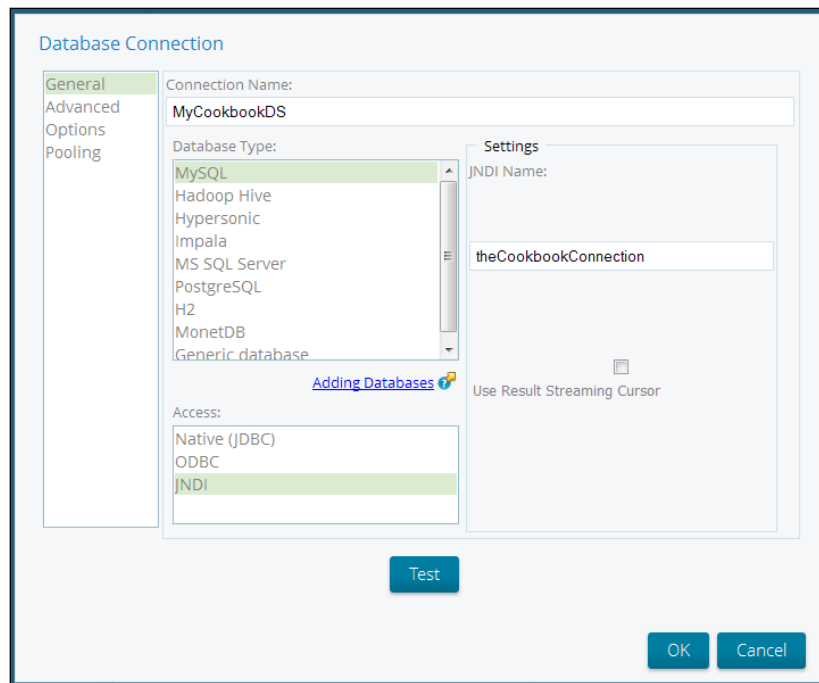 Database Connection
General
Advanced
Options
Pooling
Connection Name:
MyCookbookDS
Database Type:
MySQL
Hadoop Hive
Hypersonic
Impala
MS SQL Server
PostgreSQL
H2
MonetDB
Generic database
Adding Databases
Access:
Native (JDBC)
ODBC
JNDI
Settings
JNDI Name:
theCookbookConnection
Use Result Streaming Cursor
Test
OK
Cancel